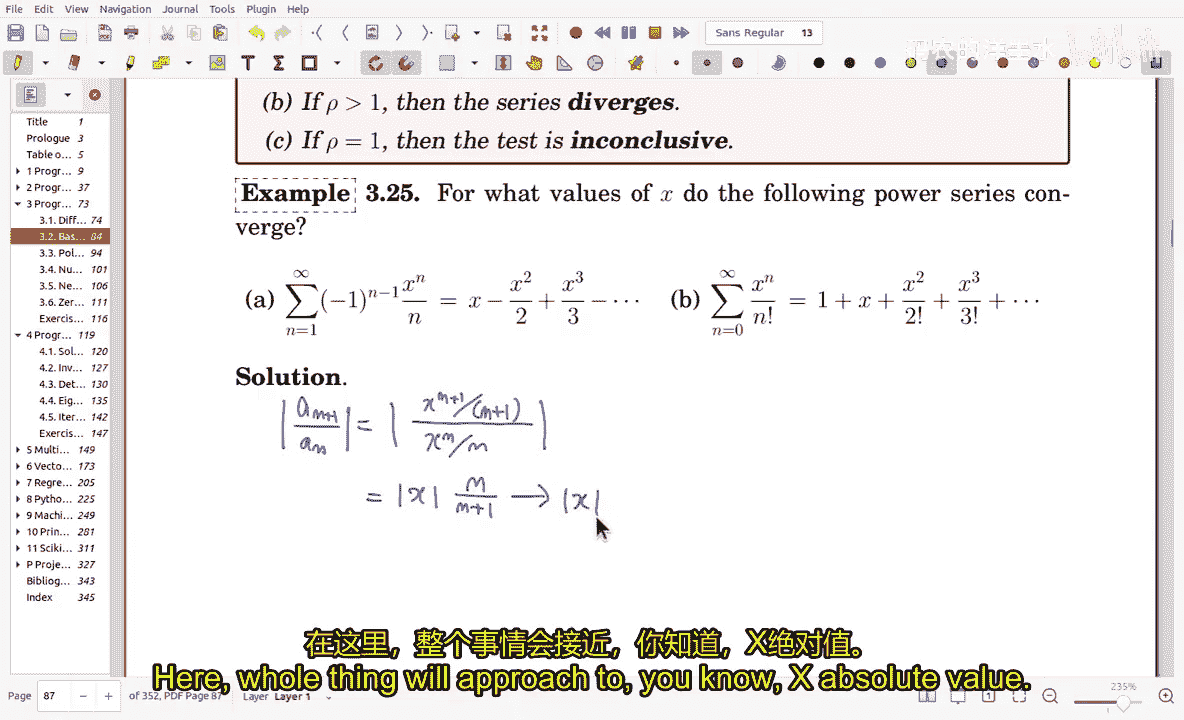 File Edit View Navigation Journal Tools Plugin Help
Sans Regular 13
Title 1
Prologue 3
Table o... 5
1 Progr... 9
2 Progr... 37
3 Progr... 73
3.1. Diff... 74
3.2. Bas... 84
3.3. Pol... 94
3.4. Nu... 101
3.5. Ne... 106
3.6. Zer... 111
Exercis... 116
4 Progr... 119
4.1. Sol... 120
4.2. Inv... 127
4.3. Det... 130
4.4. Eig... 135
4.5. Iter... 142
Exercis... 147
5 Multi... 149
6 Vecto... 173
7 Regre... 205
8 Pytho... 225
9 Machi... 249
10 Prin... 281
11 Sciki... 311
P Proje... 327
Bibliog... 343
Index 345
(b) If ρ > 1, then the series diverges.
(c) If ρ = 1, then the test is inconclusive.
Example 3.25. For what values of x do the following power series con-
verge?
(a) ∑_{n=1}^{∞} (−1)^{n−1} x^n/n = x − x^2/2 + x^3/3 − ⋯ (b) ∑_{n=0}^{∞} x^n/n! = 1 + x + x^2/2! + x^3/3! + ⋯
Solution.
|a_{n+1}/a_n| = |(x^{n+1}/(n+1))/(x^n/n)|
= |x| n/(n+1) → |x|
在这里，整个事情会接近，你知道，X绝对值。
Here, whole thing will approach to, you know, X absolute value.
Page 87 − + of 352, PDF Page 87 Layer Layer 1 235%